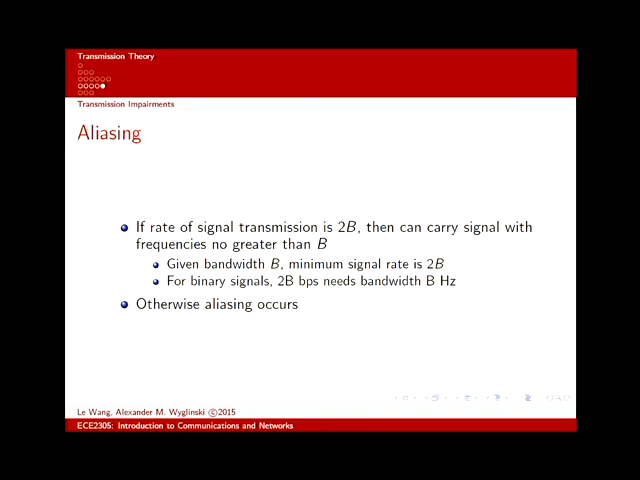 Transmission Theory
Transmission Impairments
Aliasing
If rate of signal transmission is 2B, then can carry signal with
frequencies no greater than B
Given bandwidth B, minimum signal rate is 2B
For binary signals, 2B bps needs bandwidth B Hz
Otherwise aliasing occurs
Le Wang, Alexander M. Wyglinski ©2015
ECE2305: Introduction to Communications and Networks